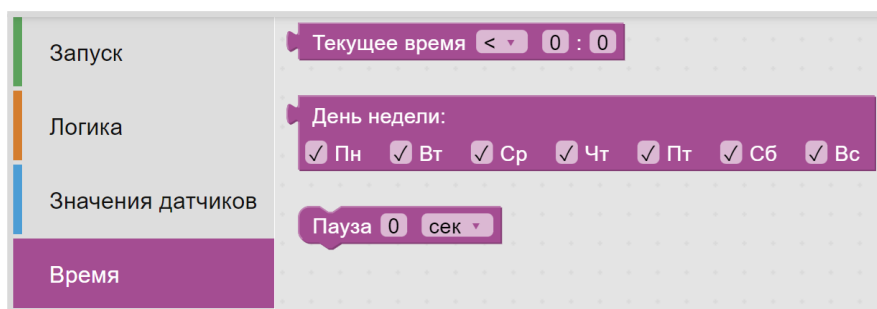 Запуск
Логика
Значения датчиков
Время
Текущее время < 0 : 0
День недели:
✓ Пн ✓ Вт ✓ Ср ✓ Чт ✓ Пт ✓ Сб ✓ Вс
Пауза 0 сек